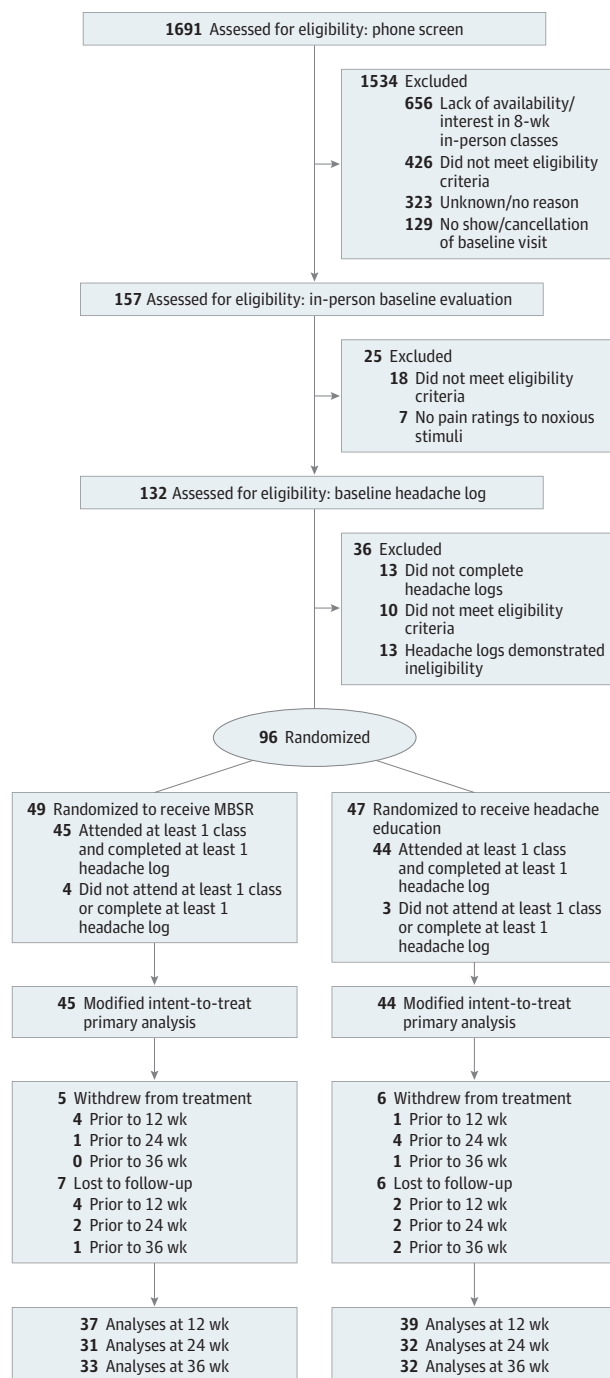 1691 Assessed for eligibility: phone screen
1534 Excluded
656 Lack of availability/
interest in 8-wk
in-person classes
426 Did not meet eligibility
criteria
323 Unknown/no reason
129 No show/cancellation
of baseline visit
157 Assessed for eligibility: in-person baseline evaluation
25 Excluded
18 Did not meet eligibility
criteria
7 No pain ratings to noxious
stimuli
132 Assessed for eligibility: baseline headache log
36 Excluded
13 Did not complete
headache logs
10 Did not meet eligibility
criteria
13 Headache logs demonstrated
ineligibility
96 Randomized
49 Randomized to receive MBSR
45 Attended at least 1 class
and completed at least 1
headache log
4 Did not attend at least 1 class
or complete at least 1
headache log
47 Randomized to receive headache
education
44 Attended at least 1 class
and completed at least 1
headache log
3 Did not attend at least 1 class
or complete at least 1
headache log
45 Modified intent-to-treat
primary analysis
44 Modified intent-to-treat
primary analysis
5 Withdrew from treatment
4 Prior to 12 wk
1 Prior to 24 wk
0 Prior to 36 wk
7 Lost to follow-up
4 Prior to 12 wk
2 Prior to 24 wk
1 Prior to 36 wk
6 Withdrew from treatment
1 Prior to 12 wk
4 Prior to 24 wk
1 Prior to 36 wk
6 Lost to follow-up
2 Prior to 12 wk
2 Prior to 24 wk
2 Prior to 36 wk
37 Analyses at 12 wk
31 Analyses at 24 wk
33 Analyses at 36 wk
39 Analyses at 12 wk
32 Analyses at 24 wk
32 Analyses at 36 wk